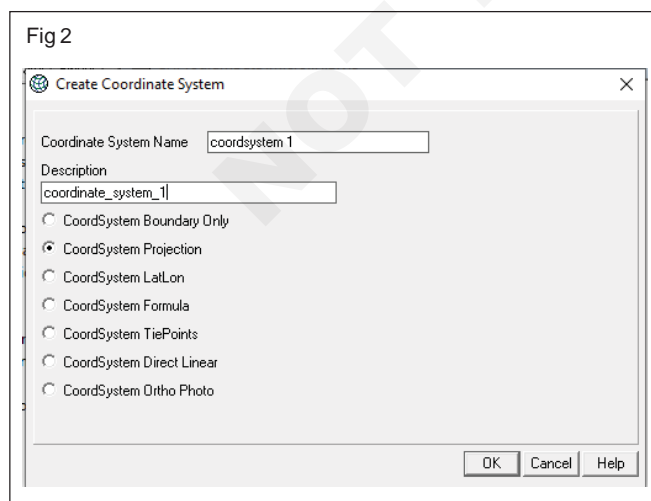 Fig 2
Create Coordinate System
Coordinate System Name coordsystem 1
Description
coordinate_system_1
CoordSystem Boundary Only
CoordSystem Projection
CoordSystem LatLon
CoordSystem Formula
CoordSystem TiePoints
CoordSystem Direct Linear
CoordSystem Ortho Photo
OK Cancel Help
NOT